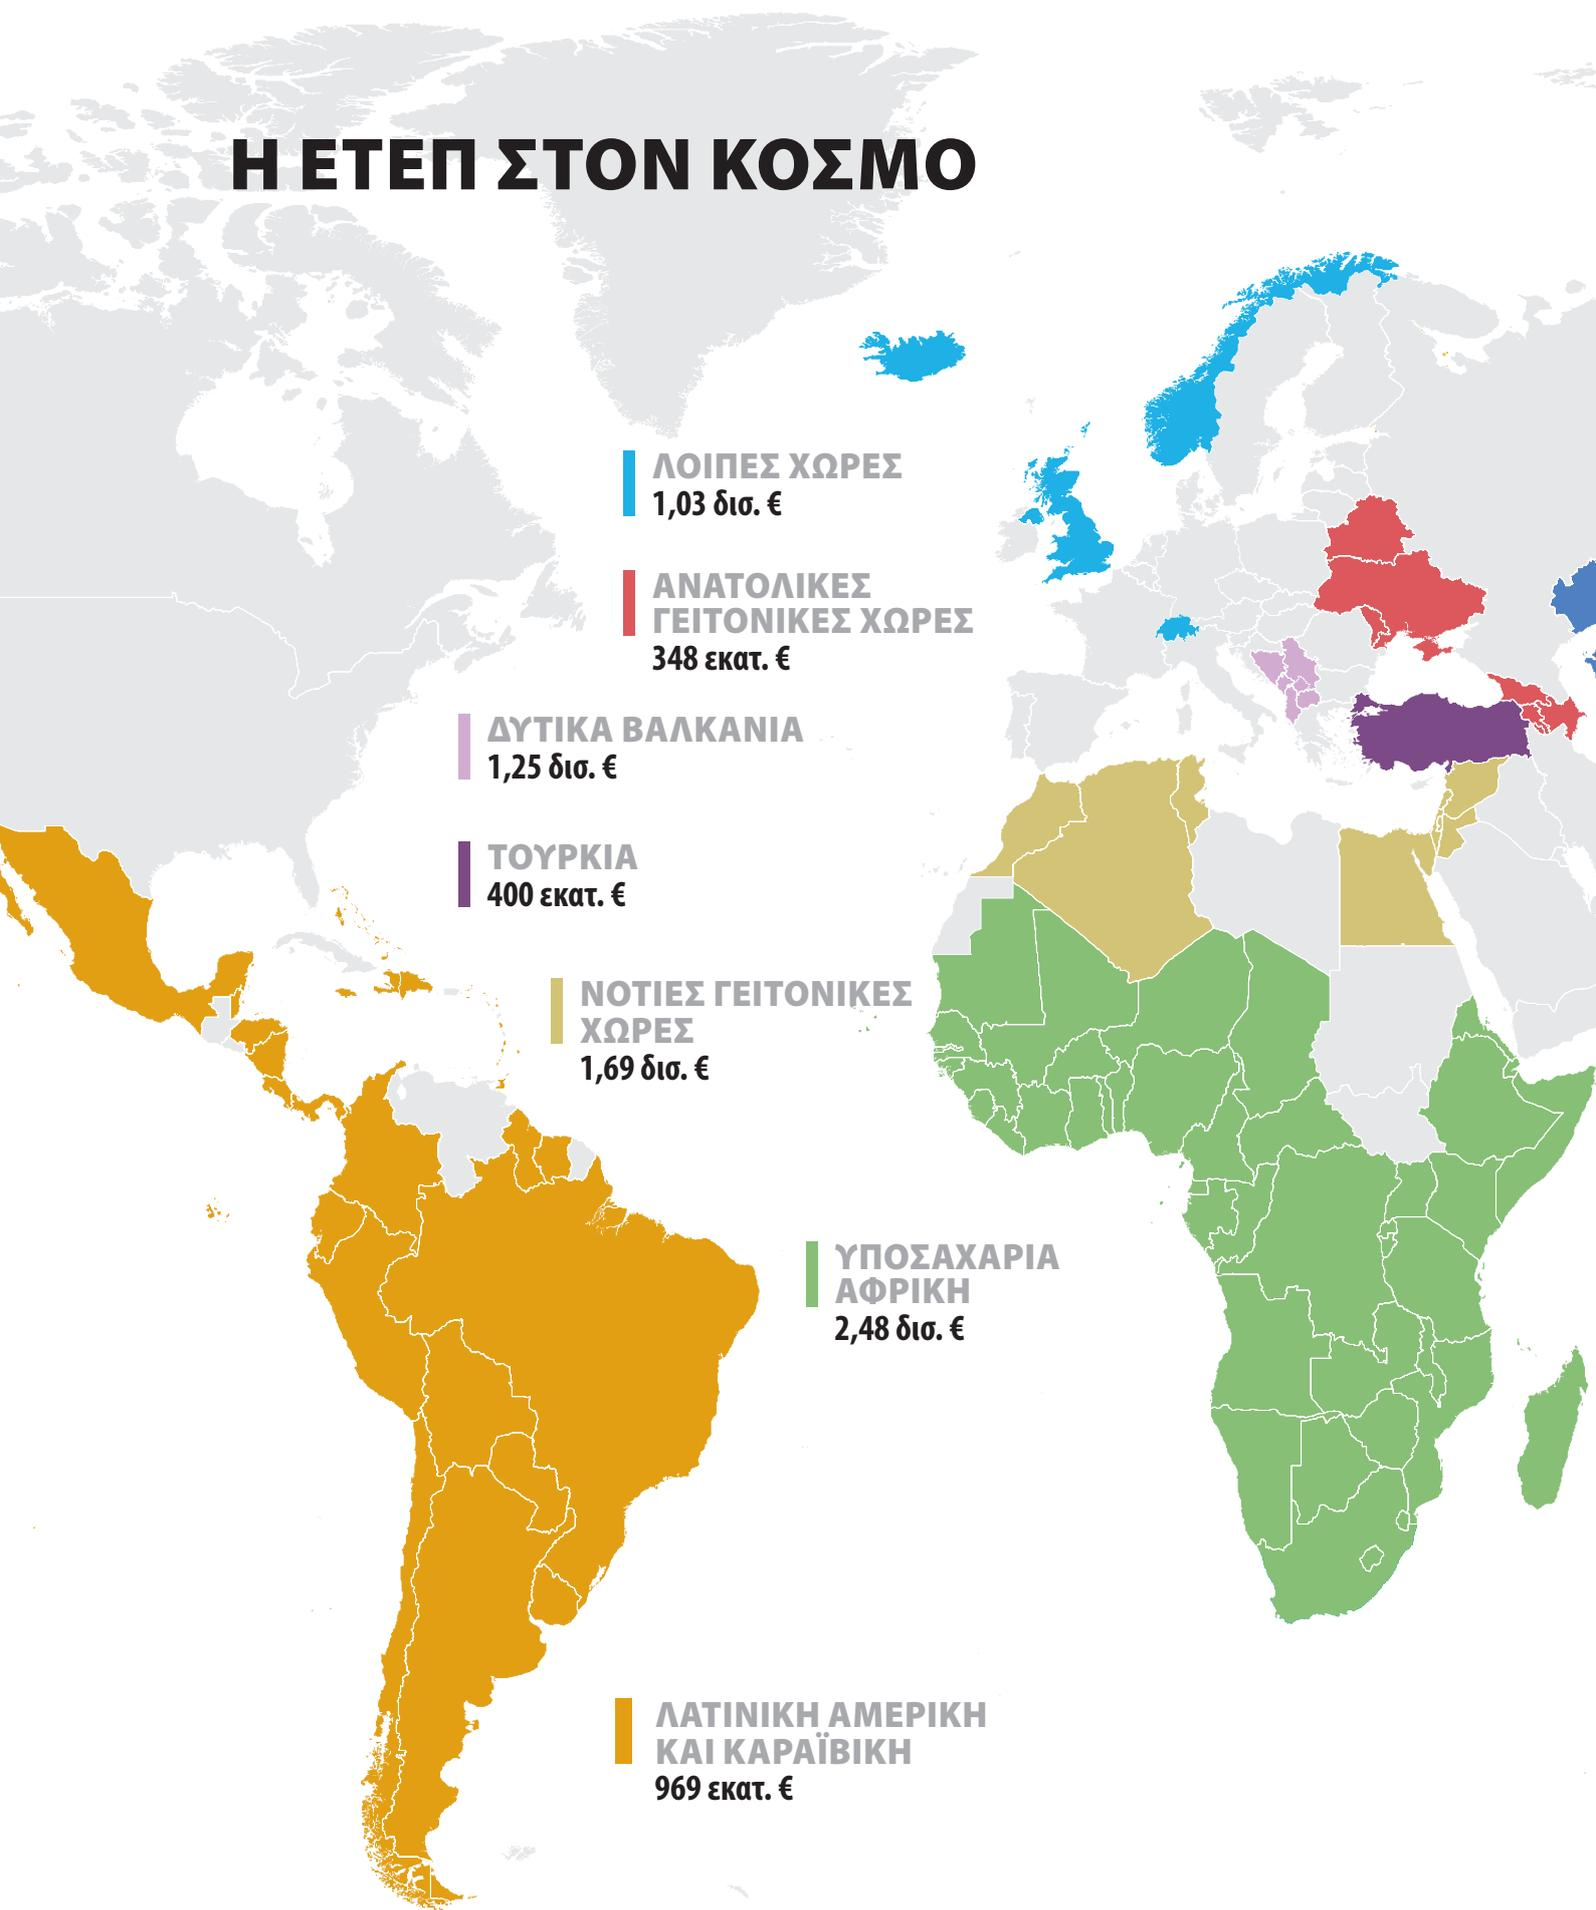 Η ΕΤΕΠ ΣΤΟΝ ΚΟΣΜΟ
ΛΟΙΠΕΣ ΧΩΡΕΣ
1,03 δισ. €
ΑΝΑΤΟΛΙΚΕΣ
ΓΕΙΤΟΝΙΚΕΣ ΧΩΡΕΣ
348 εκατ. €
ΔΥΤΙΚΑ ΒΑΛΚΑΝΙΑ
1,25 δισ. €
ΤΟΥΡΚΙΑ
400 εκατ. €
ΝΟΤΙΕΣ ΓΕΙΤΟΝΙΚΕΣ
ΧΩΡΕΣ
1,69 δισ. €
ΥΠΟΣΑΧΑΡΙΑ
ΑΦΡΙΚΗ
2,48 δισ. €
ΛΑΤΙΝΙΚΗ ΑΜΕΡΙΚΗ
ΚΑΙ ΚΑΡΑΪΒΙΚΗ
969 εκατ. €